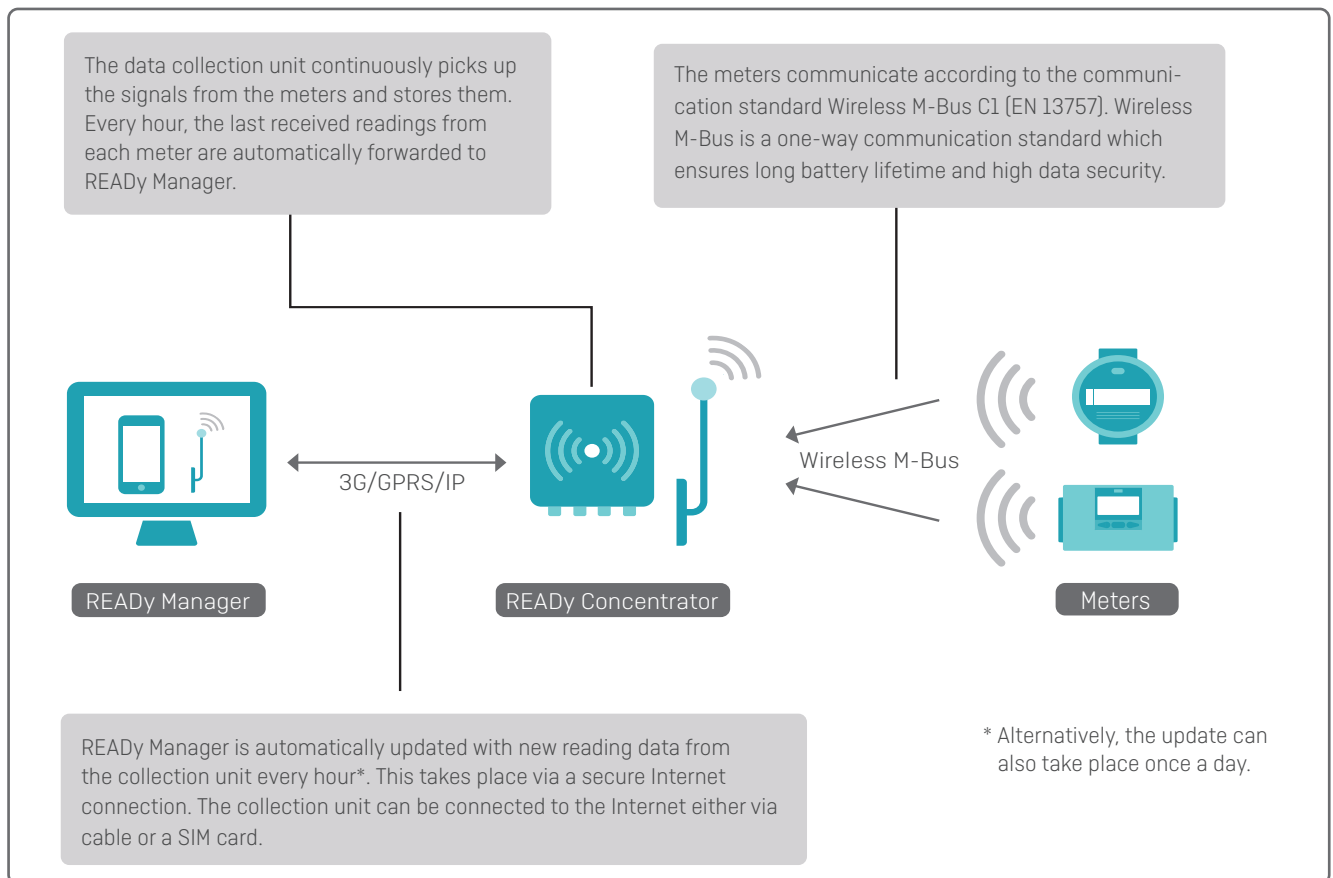 The data collection unit continuously picks up
the signals from the meters and stores them.
Every hour, the last received readings from
each meter are automatically forwarded to
READy Manager.
The meters communicate according to the communi-
cation standard Wireless M-Bus C1 (EN 13757). Wireless
M-Bus is a one-way communication standard which
ensures long battery lifetime and high data security.
3G/GPRS/IP
Wireless M-Bus
READy Manager
READy Concentrator
Meters
READy Manager is automatically updated with new reading data from
the collection unit every hour*. This takes place via a secure Internet
connection. The collection unit can be connected to the Internet either via
cable or a SIM card.
* Alternatively, the update can
also take place once a day.